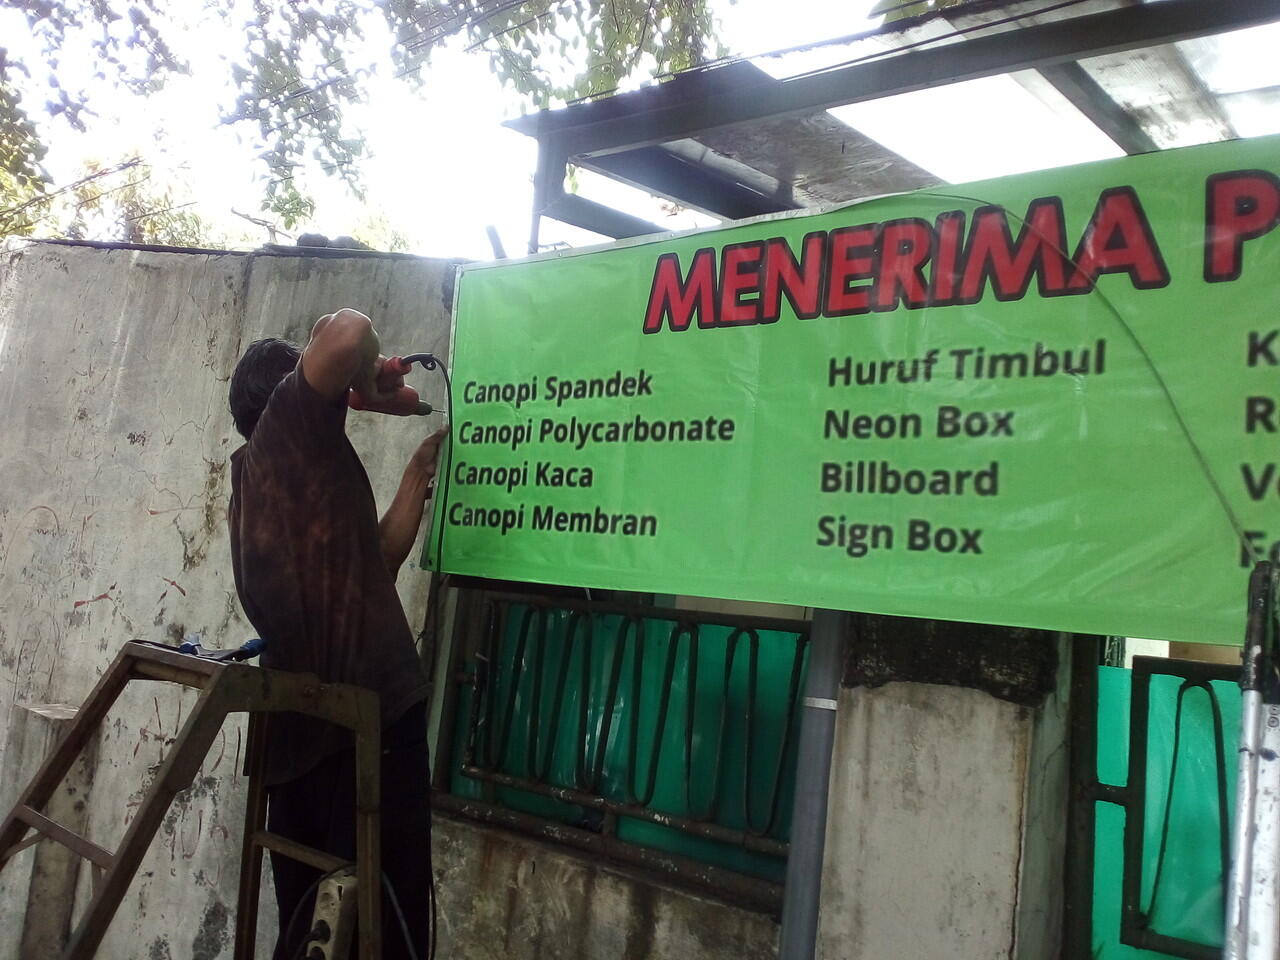 MENERIMA P
Canopi Spandek
Canopi Polycarbonate
Canopi Kaca
Canopi Membran
Huruf Timbul
Neon Box
Billboard
Sign Box